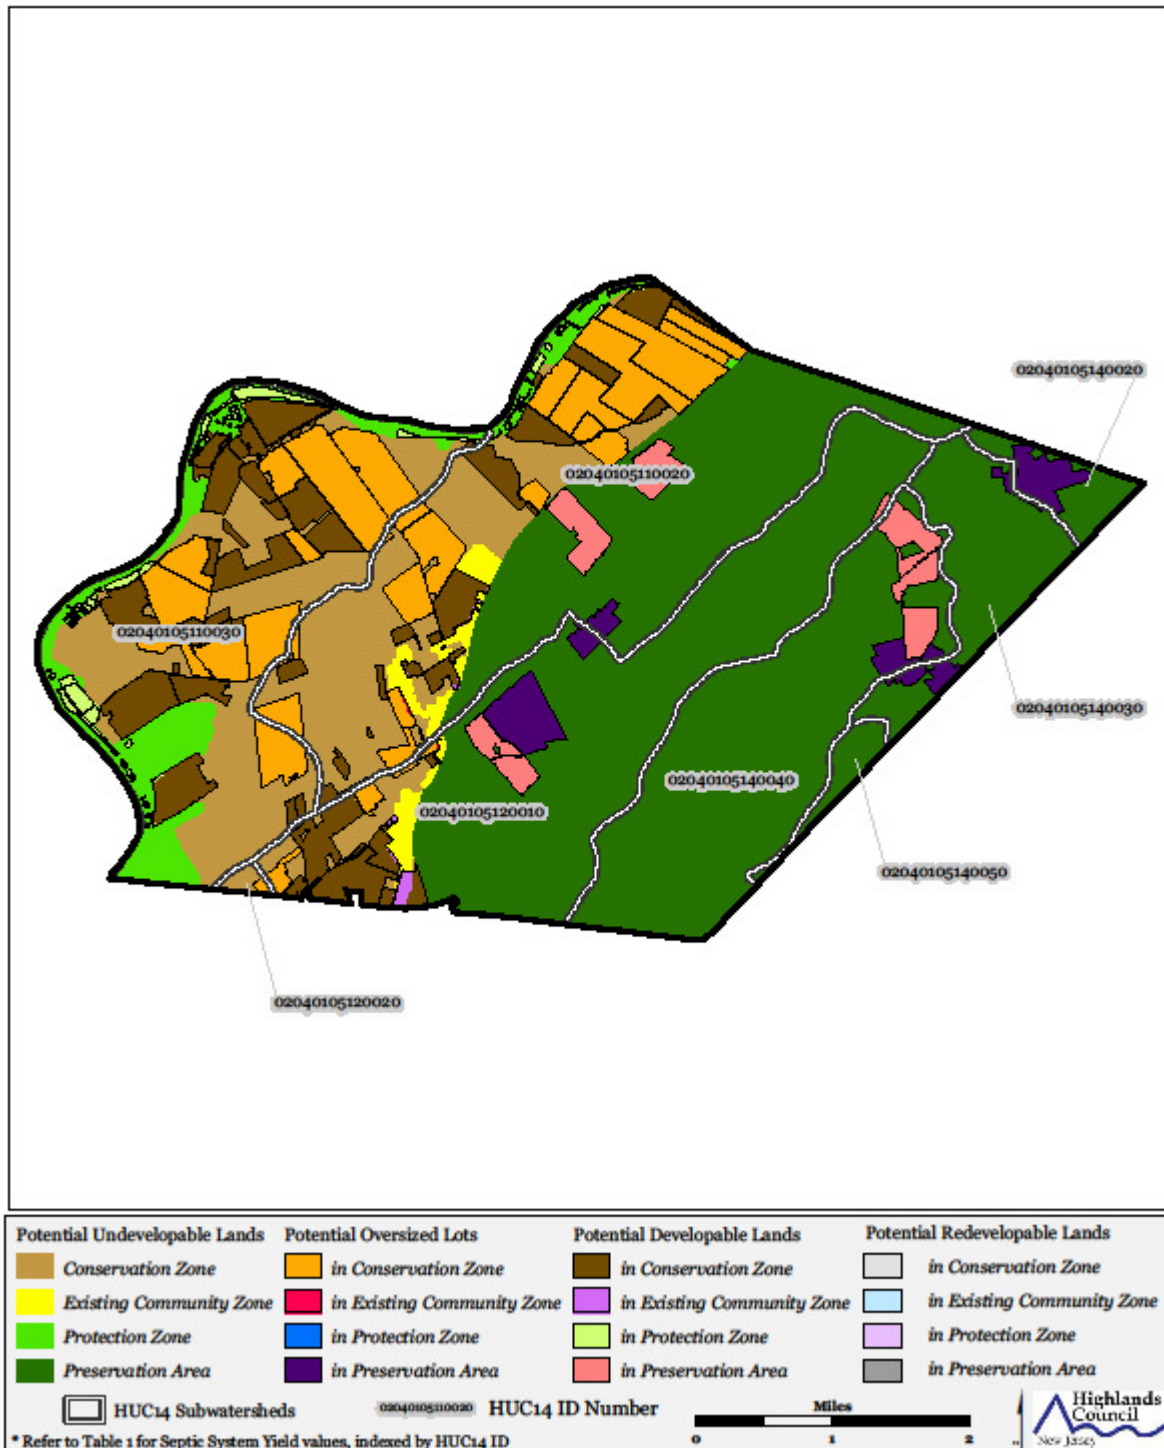 02040105140020
02040105110020
02040105110030
02040105140030
02040105140040
02040105120010
02040105140050
02040105120020
Potential Undevelopable Lands
Conservation Zone
Existing Community Zone
Protection Zone
Preservation Area
Potential Oversized Lots
in Conservation Zone
in Existing Community Zone
in Protection Zone
in Preservation Area
Potential Developable Lands
in Conservation Zone
in Existing Community Zone
in Protection Zone
in Preservation Area
Potential Redevelopable Lands
in Conservation Zone
in Existing Community Zone
in Protection Zone
in Preservation Area
HUC14 Subwatersheds
02040105110020 HUC14 ID Number
Miles
0 1 2
Highlands
Council
New Jersey
* Refer to Table 1 for Septic System Yield values, indexed by HUC14 ID